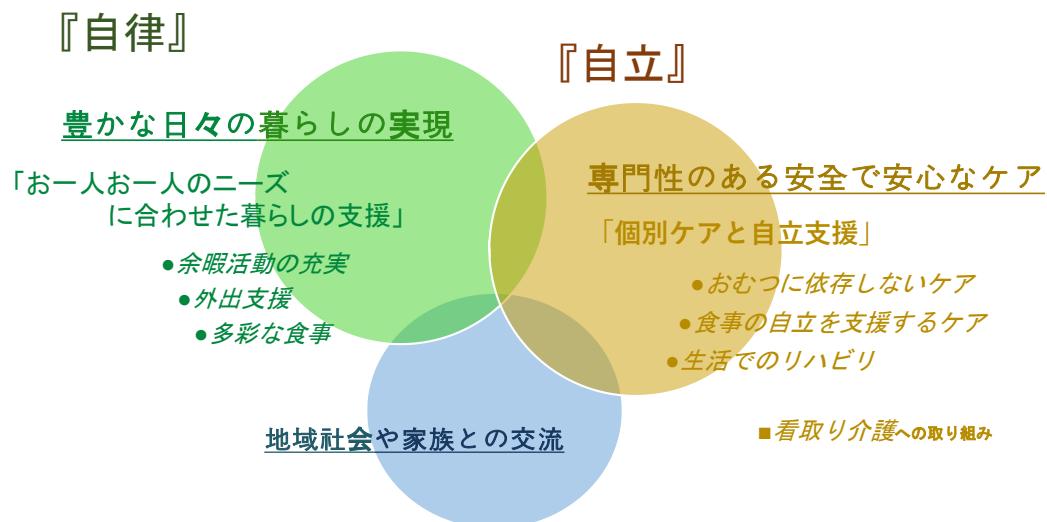 『自律』
豊かな日々の暮らしの実現
「お一人お一人のニーズ
に合わせた暮らしの支援」
●余暇活動の充実
●外出支援
●多彩な食事
『自立』
専門性のある安全で安心なケア
「個別ケアと自立支援」
●おむつに依存しないケア
●食事の自立を支援するケア
●生活でのリハビリ
■看取り介護への取り組み
地域社会や家族との交流